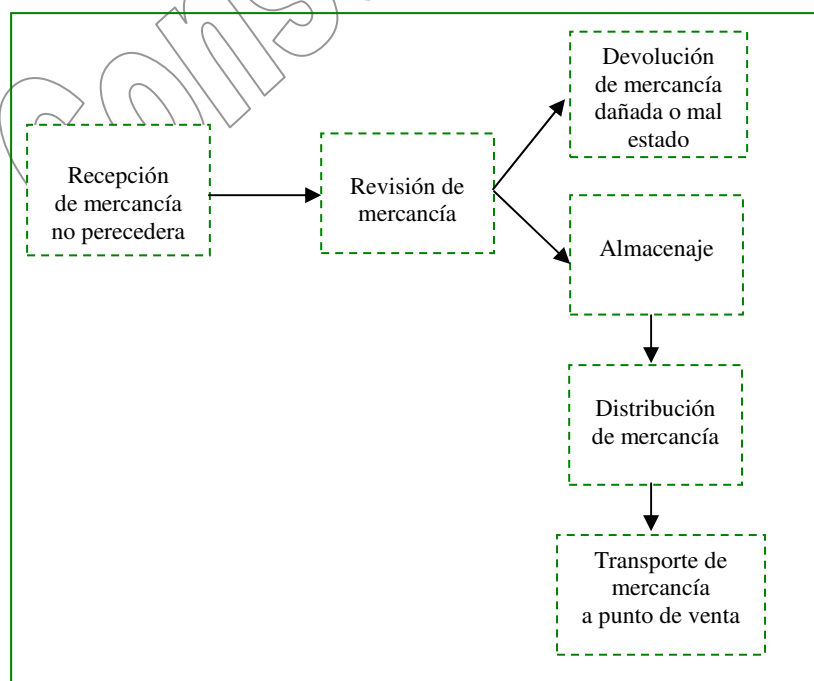 Cons
Recepción
de mercancía
no perecedera
Revisión de
mercancía
Devolución
de mercancía
dañada o mal
estado
Almacenaje
Distribución
de mercancía
Transporte de
mercancía
a punto de venta